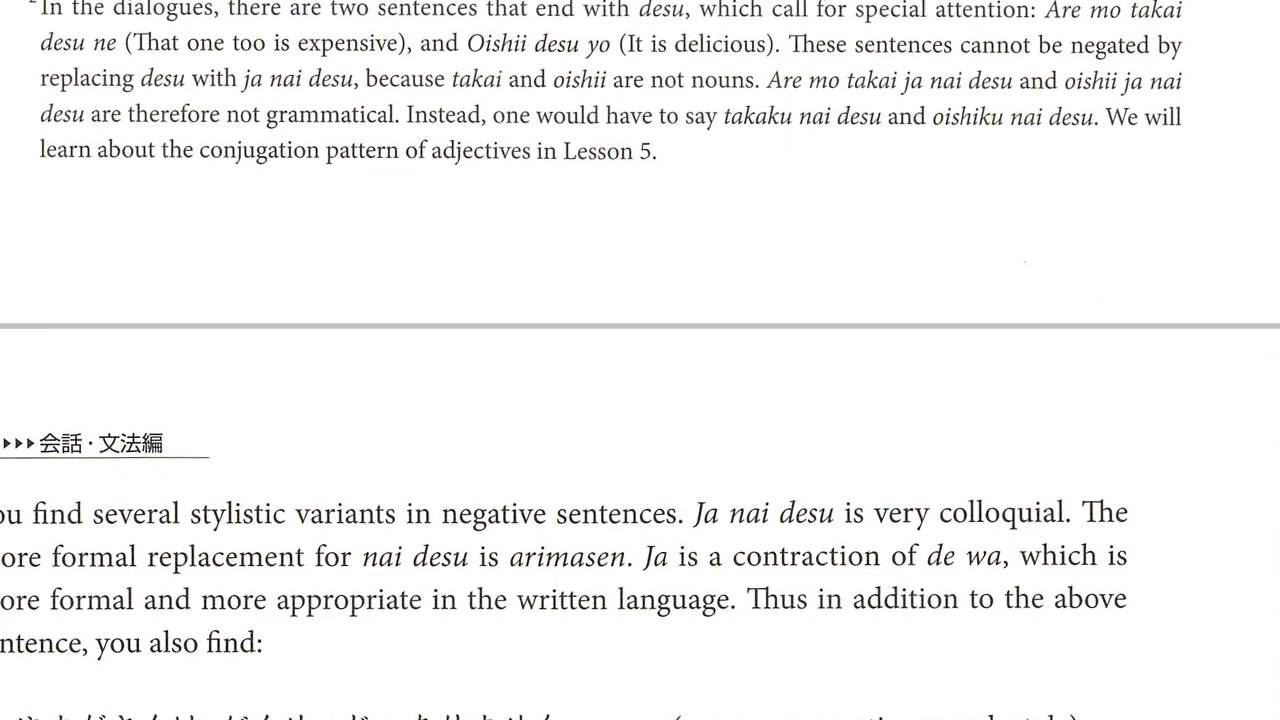 In the dialogues, there are two sentences that end with desu, which call for special attention: Are mo takai
desu ne (That one too is expensive), and Oishii desu yo (It is delicious). These sentences cannot be negated by
replacing desu with ja nai desu, because takai and oishii are not nouns. Are mo takai ja nai desu and oishii ja nai
desu are therefore not grammatical. Instead, one would have to say takaku nai desu and oishiku nai desu. We will
learn about the conjugation pattern of adjectives in Lesson 5.
▸▸▸会話・文法編
ou find several stylistic variants in negative sentences. Ja nai desu is very colloquial. The
ore formal replacement for nai desu is arimasen. Ja is a contraction of de wa, which is
ore formal and more appropriate in the written language. Thus in addition to the above
ntence, you also find: